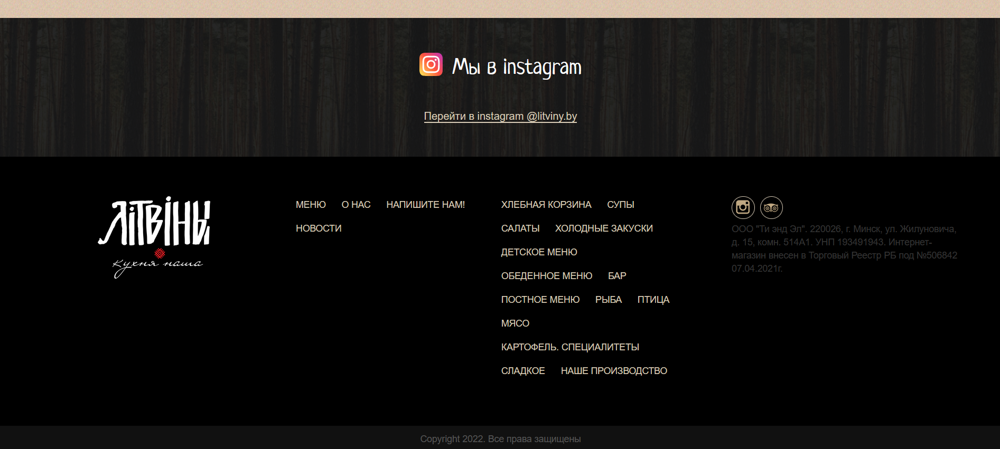 Мы в instagram
Перейти в instagram @litviny.by
ЛІТВІНЫ
Кухня наша
МЕНЮ О НАС НАПИШИТЕ НАМ!
НОВОСТИ
ХЛЕБНАЯ КОРЗИНА СУПЫ
САЛАТЫ ХОЛОДНЫЕ ЗАКУСКИ
ДЕТСКОЕ МЕНЮ
ОБЕДЕННОЕ МЕНЮ БАР
ПОСТНОЕ МЕНЮ РЫБА ПТИЦА
МЯСО
КАРТОФЕЛЬ. СПЕЦИАЛИТЕТЫ
СЛАДКОЕ НАШЕ ПРОИЗВОДСТВО
ООО "Ти энд Эл". 220026, г. Минск, ул. Жилуновича,
д. 15, комн. 514А1. УНП 193491943. Интернет-
магазин внесен в Торговый Реестр РБ под №506842
07.04.2021г.
Copyright 2022. Все права защищены